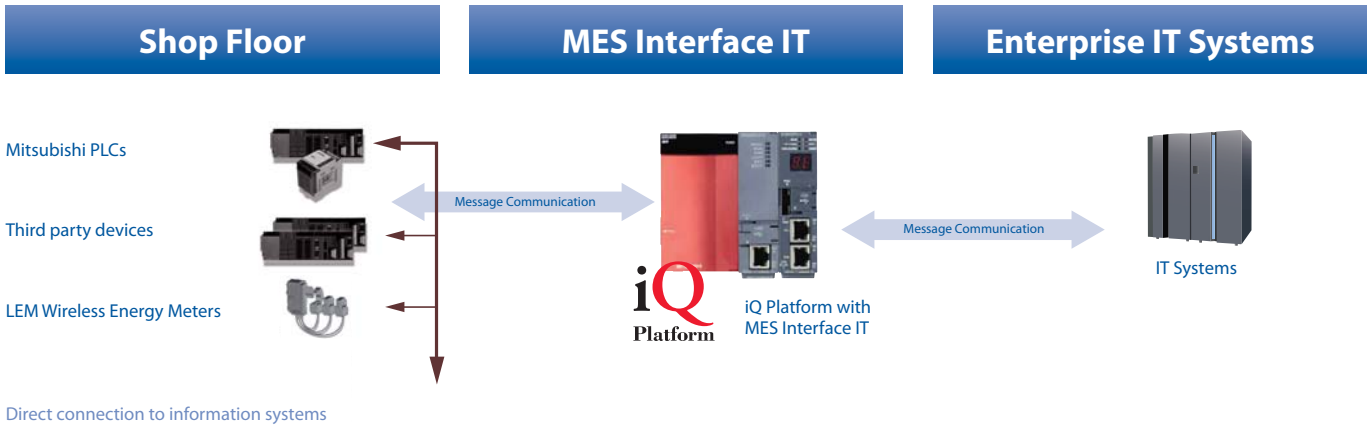 Shop Floor
MES Interface IT
Enterprise IT Systems
Mitsubishi PLCs
Third party devices
LEM Wireless Energy Meters
Message Communication
Message Communication
iQ
Platform
iQ Platform with
MES Interface IT
IT Systems
Direct connection to information systems